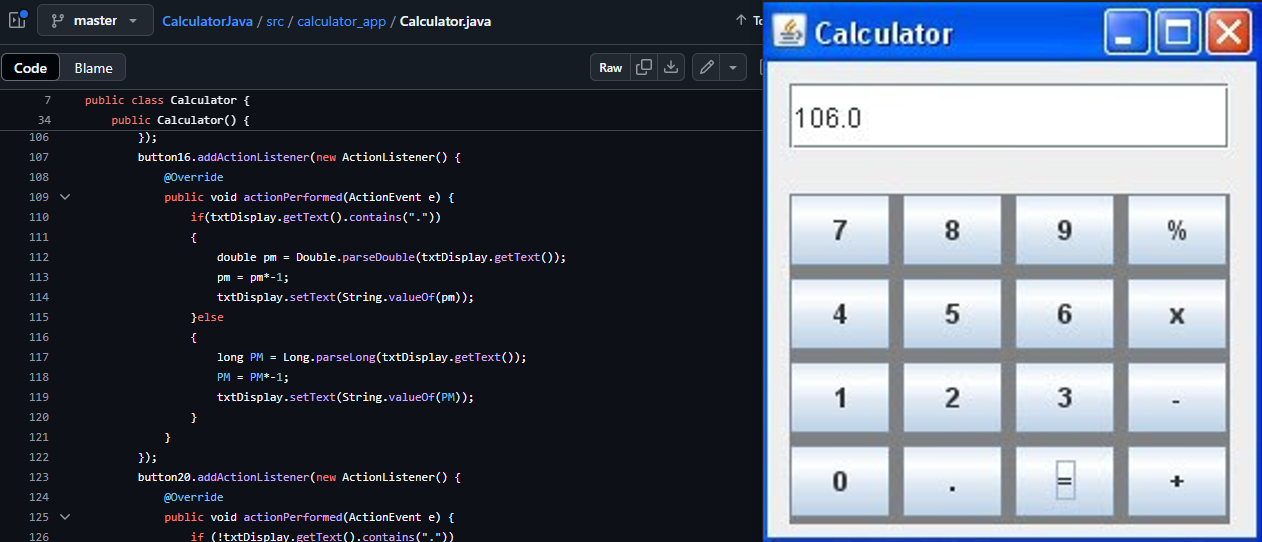 master
CalculatorJava / src / calculator_app / Calculator.java
Code
Blame
Raw
7 public class Calculator {
34 public Calculator() {
106 });
107 button16.addActionListener(new ActionListener() {
108 @Override
109 public void actionPerformed(ActionEvent e) {
110 if(txtDisplay.getText().contains("."))
111 {
112 double pm = Double.parseDouble(txtDisplay.getText());
113 pm = pm*-1;
114 txtDisplay.setText(String.valueOf(pm));
115 }else
116 {
117 long PM = Long.parseLong(txtDisplay.getText());
118 PM = PM*-1;
119 txtDisplay.setText(String.valueOf(PM));
120 }
121 }
122 });
123 button20.addActionListener(new ActionListener() {
124 @Override
125 public void actionPerformed(ActionEvent e) {
126 if (!txtDisplay.getText().contains("."))
Calculator
106.0
7 8 9 %
4 5 6 x
1 2 3 -
0 . = +